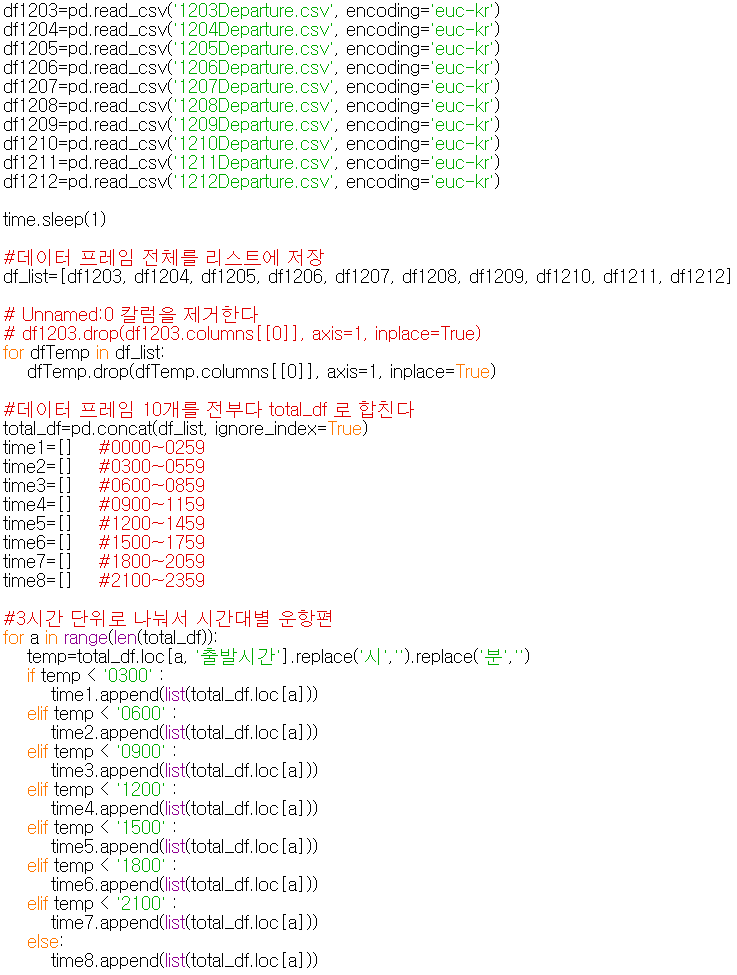 df1203=pd.read_csv('1203Departure.csv', encoding='euc-kr')
df1204=pd.read_csv('1204Departure.csv', encoding='euc-kr')
df1205=pd.read_csv('1205Departure.csv', encoding='euc-kr')
df1206=pd.read_csv('1206Departure.csv', encoding='euc-kr')
df1207=pd.read_csv('1207Departure.csv', encoding='euc-kr')
df1208=pd.read_csv('1208Departure.csv', encoding='euc-kr')
df1209=pd.read_csv('1209Departure.csv', encoding='euc-kr')
df1210=pd.read_csv('1210Departure.csv', encoding='euc-kr')
df1211=pd.read_csv('1211Departure.csv', encoding='euc-kr')
df1212=pd.read_csv('1212Departure.csv', encoding='euc-kr')

time.sleep(1)

#데이터 프레임 전체를 리스트에 저장
df_list=[df1203, df1204, df1205, df1206, df1207, df1208, df1209, df1210, df1211, df1212]

# Unnamed:0 칼럼을 제거한다
# df1203.drop(df1203.columns[[0]], axis=1, inplace=True)
for dfTemp in df_list:
    dfTemp.drop(dfTemp.columns[[0]], axis=1, inplace=True)

#데이터 프레임 10개를 전부다 total_df 로 합친다
total_df=pd.concat(df_list, ignore_index=True)
time1=[]    #0000~0259
time2=[]    #0300~0559
time3=[]    #0600~0859
time4=[]    #0900~1159
time5=[]    #1200~1459
time6=[]    #1500~1759
time7=[]    #1800~2059
time8=[]    #2100~2359

#3시간 단위로 나눠서 시간대별 운항편
for a in range(len(total_df)):
    temp=total_df.loc[a, "출발시간"].replace('시','').replace('분','')
    if temp < '0300' :
        time1.append(list(total_df.loc[a]))
    elif temp < '0600' :
        time2.append(list(total_df.loc[a]))
    elif temp < '0900' :
        time3.append(list(total_df.loc[a]))
    elif temp < '1200' :
        time4.append(list(total_df.loc[a]))
    elif temp < '1500' :
        time5.append(list(total_df.loc[a]))
    elif temp < '1800' :
        time6.append(list(total_df.loc[a]))
    elif temp < '2100' :
        time7.append(list(total_df.loc[a]))
    else:
        time8.append(list(total_df.loc[a]))